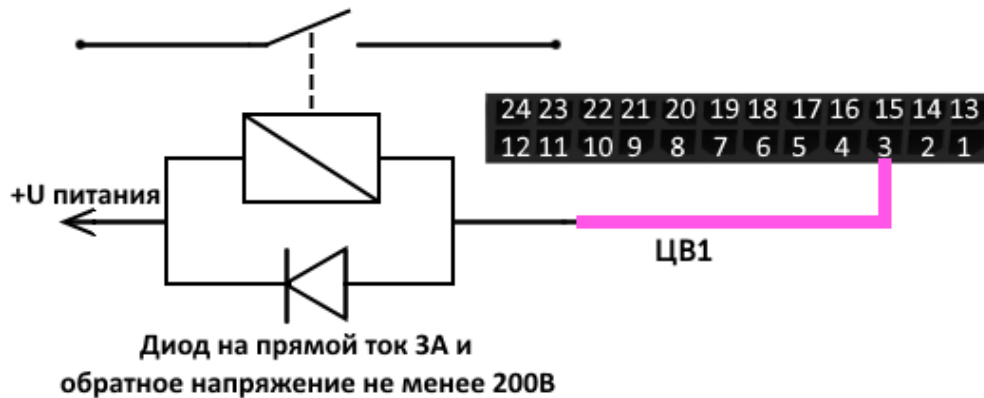 24 23 22 21 20 19 18 17 16 15 14 13
12 11 10 9 8 7 6 5 4 3 2 1
+U питания
ЦВ1
Диод на прямой ток 3А и
обратное напряжение не менее 200В